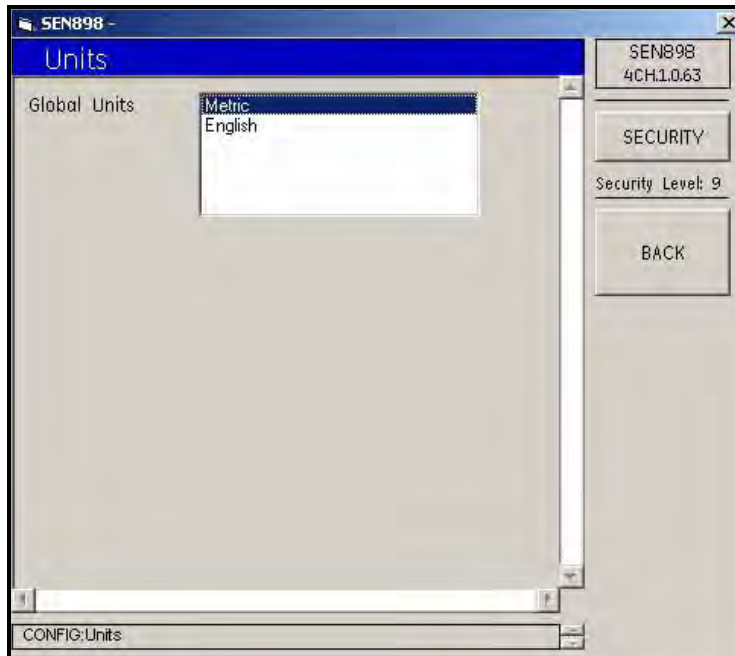 SEN898 -
Units
Global Units
Metric
English
SEN898
4CH.1.0.63
SECURITY
Security Level: 9
BACK
CONFIG:Units